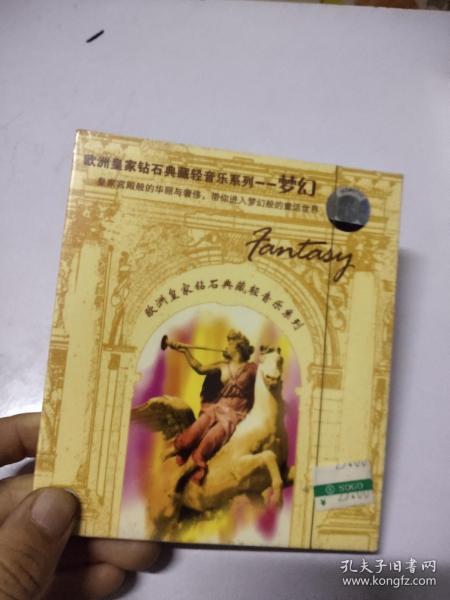 欧洲皇家钻石典藏轻音乐系列——梦幻
皇家宫殿般的华丽与奢侈，带你进入梦幻般的童话世界
Fantasy
欧洲皇家钻石典藏轻音乐系列
SOGO
孔夫子旧书网
www.kongfz.com